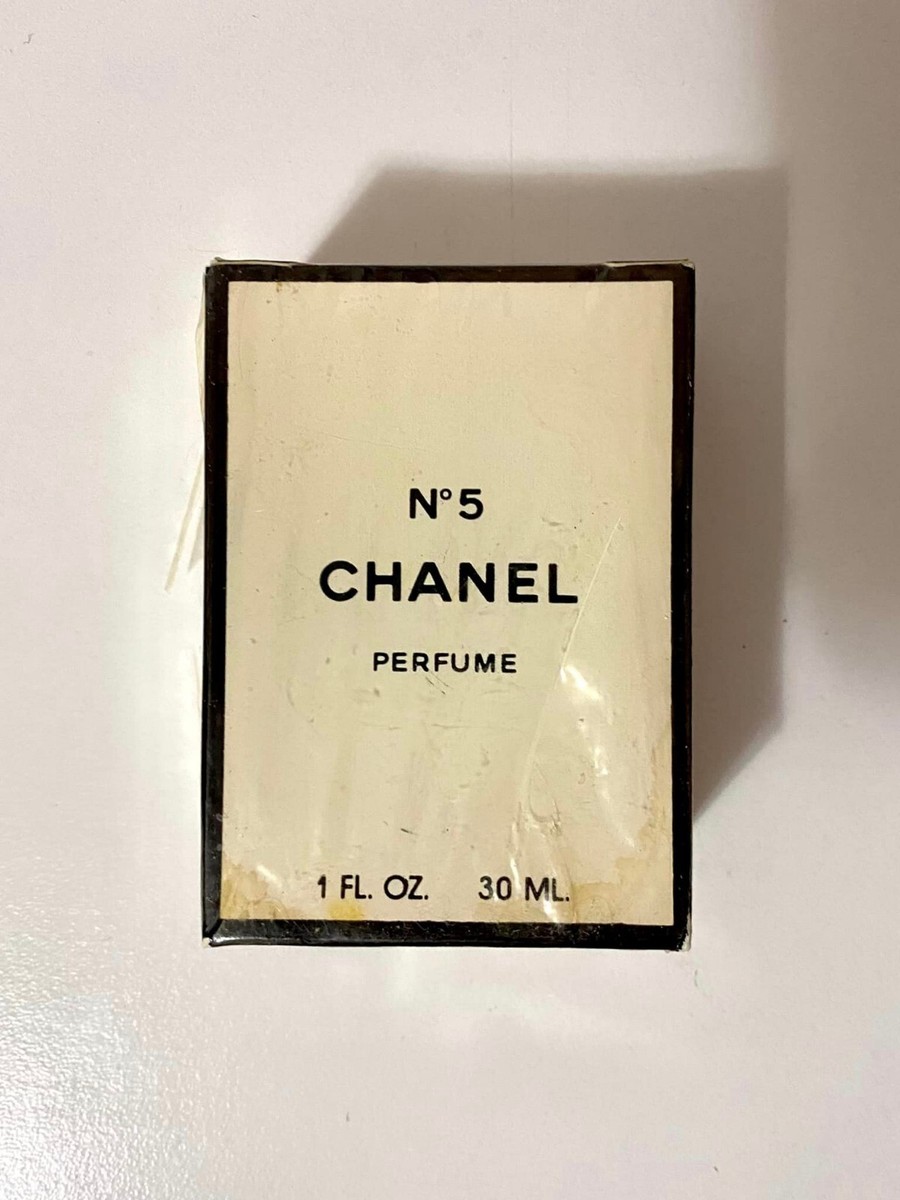 N°5
CHANEL
PERFUME
1 FL. OZ. 30 ML.